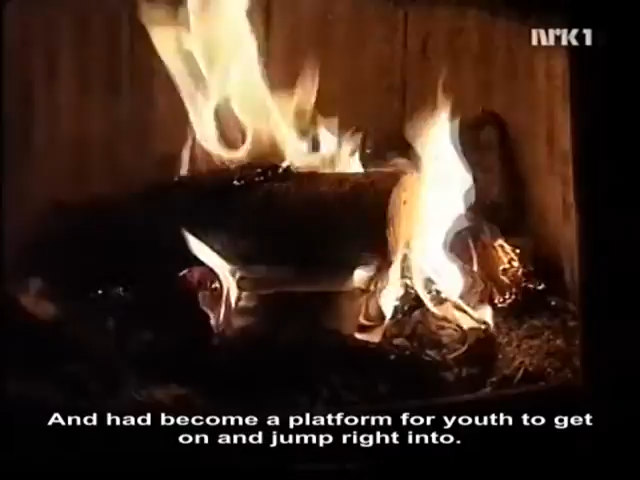 nrk1
And had become a platform for youth to get
on and jump right into.